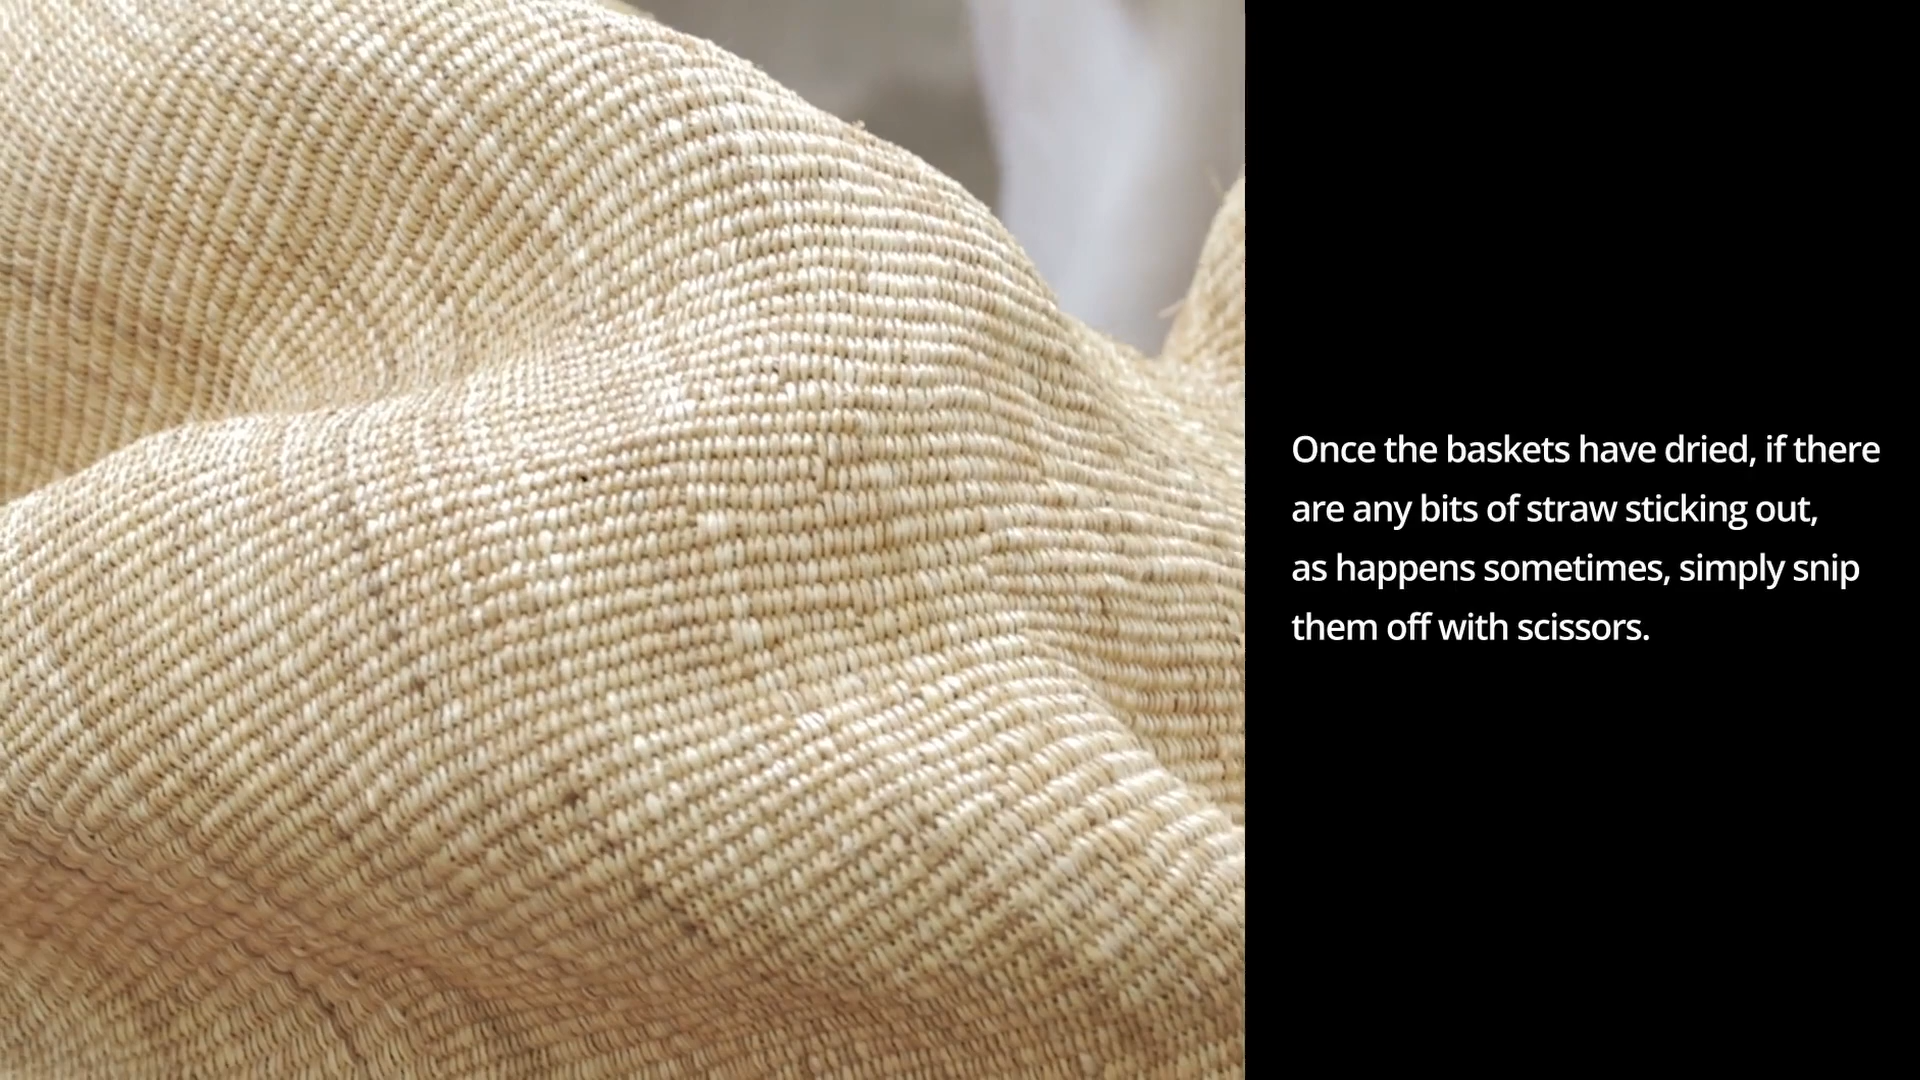 Once the baskets have dried, if there
are any bits of straw sticking out,
as happens sometimes, simply snip
them off with scissors.